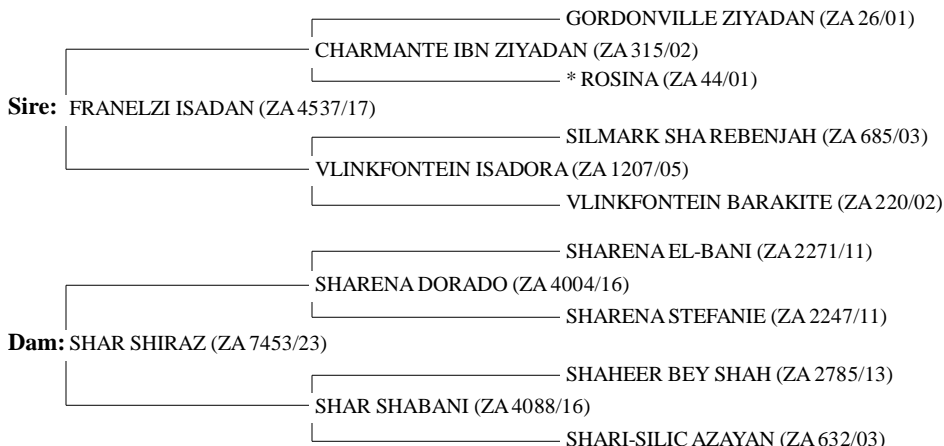 GORDONVILLE ZIYADAN (ZA 26/01)
CHARMANTE IBN ZIYADAN (ZA 315/02)
* ROSINA (ZA 44/01)
Sire: FRANELZI ISADAN (ZA 4537/17)
SILMARK SHA REBENJAH (ZA 685/03)
VLINKFONTEIN ISADORA (ZA 1207/05)
VLINKFONTEIN BARAKITE (ZA 220/02)
SHARENA EL-BANI (ZA 2271/11)
SHARENA DORADO (ZA 4004/16)
SHARENA STEFANIE (ZA 2247/11)
Dam: SHAR SHIRAZ (ZA 7453/23)
SHAHEER BEY SHAH (ZA 2785/13)
SHAR SHABANI (ZA 4088/16)
SHARI-SILIC AZAYAN (ZA 632/03)